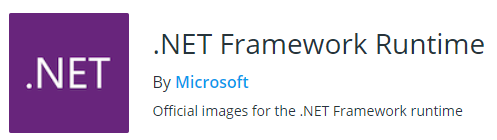 .NET
.NET Framework Runtime
By Microsoft
Official images for the .NET Framework runtime